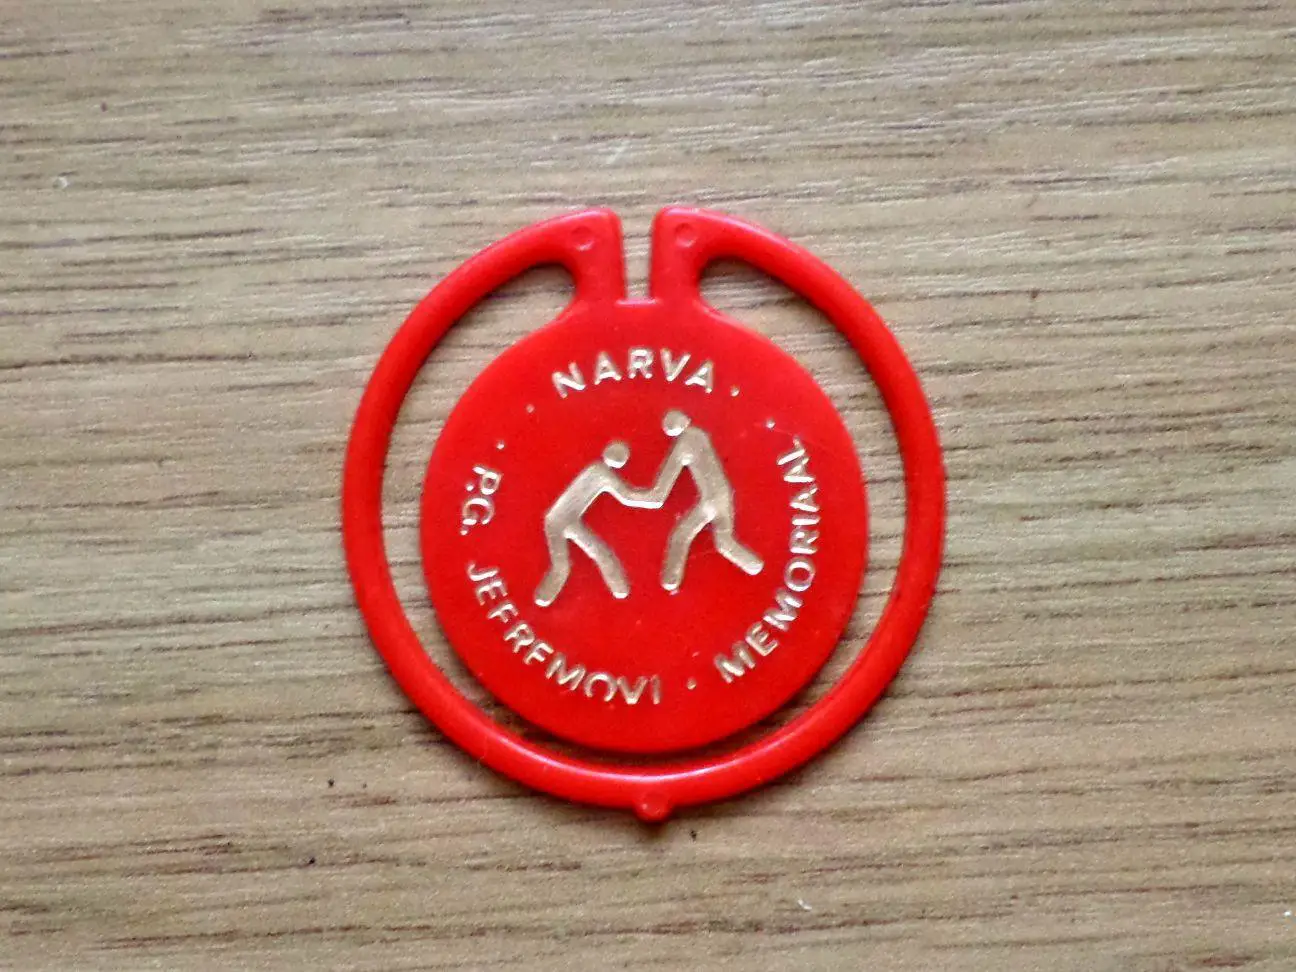 · NARVA ·
· P.G. JEFREMOVI · MEMORIAAL ·